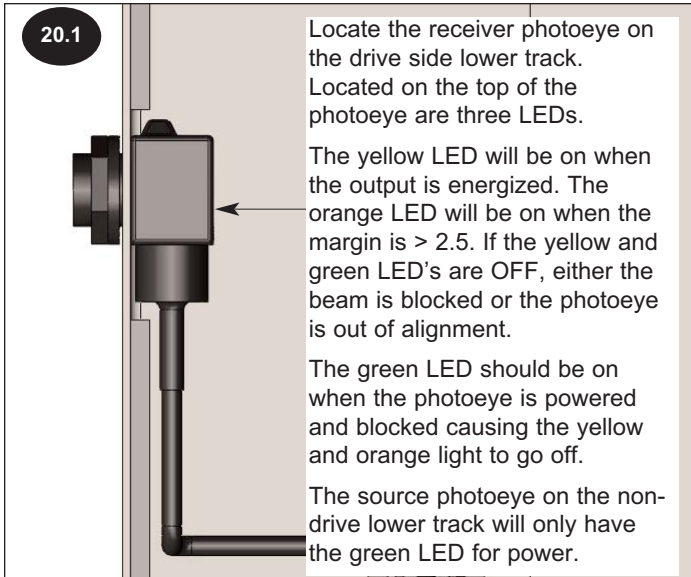 20.1
Locate the receiver photoeye on
the drive side lower track.
Located on the top of the
photoeye are three LEDs.
The yellow LED will be on when
the output is energized. The
orange LED will be on when the
margin is > 2.5. If the yellow and
green LED's are OFF, either the
beam is blocked or the photoeye
is out of alignment.
The green LED should be on
when the photoeye is powered
and blocked causing the yellow
and orange light to go off.
The source photoeye on the non-
drive lower track will only have
the green LED for power.